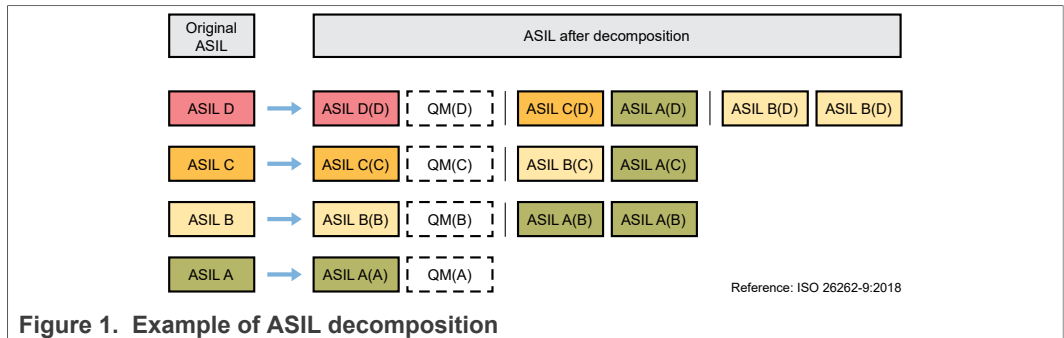 Original
ASIL
ASIL after decomposition
ASIL D
ASIL D(D)
QM(D)
ASIL C(D)
ASIL A(D)
ASIL B(D)
ASIL B(D)
ASIL C
ASIL C(C)
QM(C)
ASIL B(C)
ASIL A(C)
ASIL B
ASIL B(B)
QM(B)
ASIL A(B)
ASIL A(B)
ASIL A
ASIL A(A)
QM(A)
Reference: ISO 26262-9:2018
Figure 1. Example of ASIL decomposition